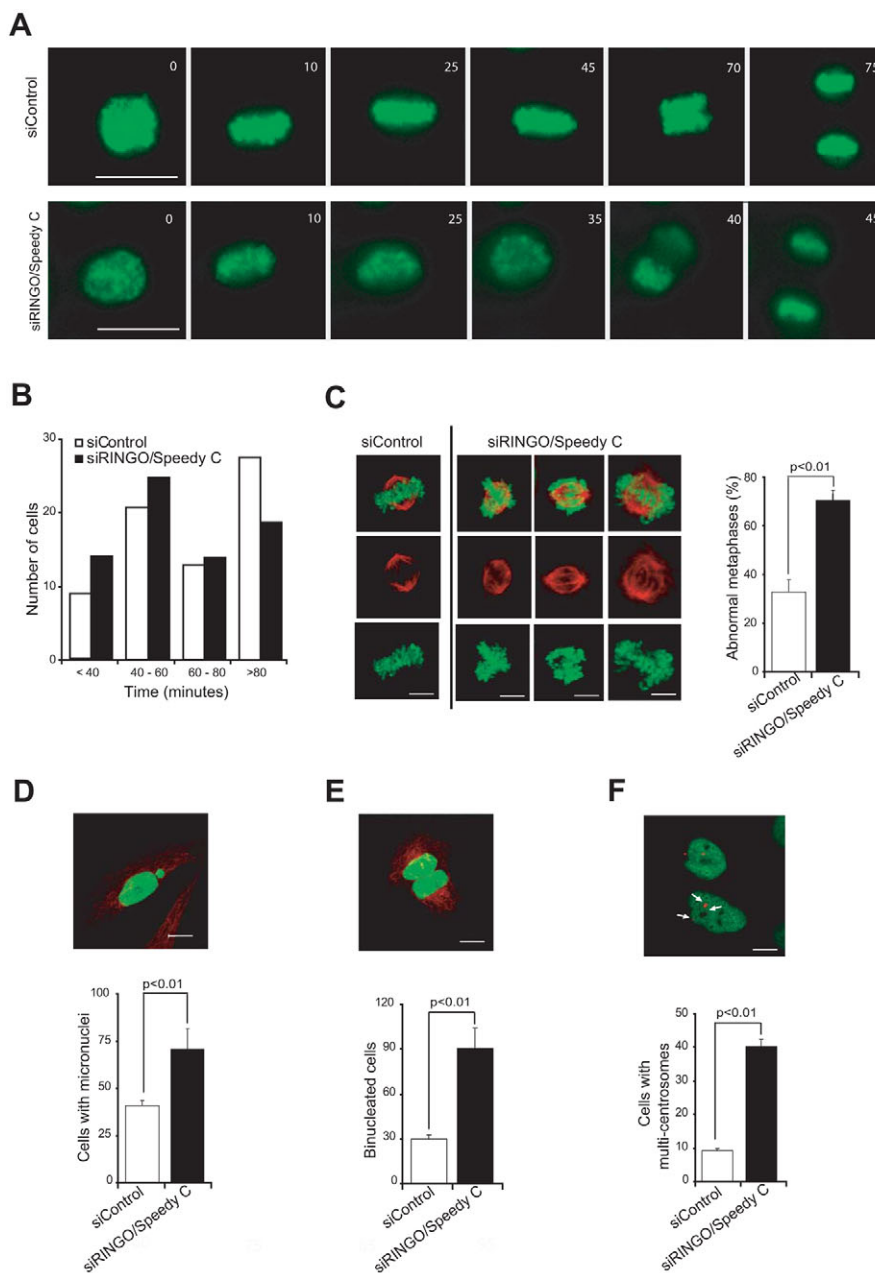 A
siControl
0
10
25
45
70
75
siRINGO/Speedy C
0
10
25
35
40
45
B
siControl
siRINGO/Speedy C
Number of cells
30
20
10
0
< 40
40 - 60
60 - 80
>80
Time (minutes)
C
siControl
siRINGO/Speedy C
Abnormal metaphases (%)
80
60
40
20
0
p<0.01
siControl
siRINGO/Speedy C
D
Cells with micronuclei
100
75
50
25
0
p<0.01
siControl
siRINGO/Speedy C
E
Binucleated cells
120
90
60
30
0
p<0.01
siControl
siRINGO/Speedy C
F
Cells with
multi-centrosomes
50
40
30
20
10
0
p<0.01
siControl
siRINGO/Speedy C